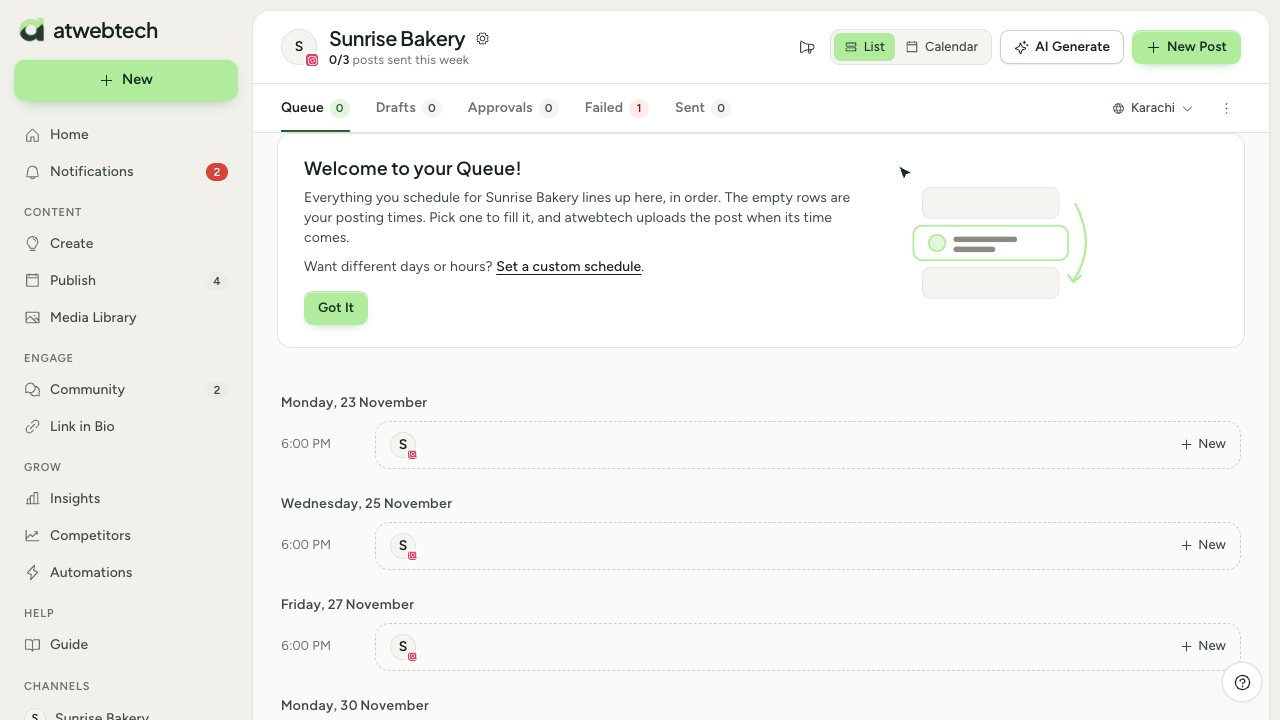 atwebtech
New
Home
Notifications 2
CONTENT
Create
Publish 4
Media Library
ENGAGE
Community 2
Link in Bio
GROW
Insights
Competitors
Automations
HELP
Guide
CHANNELS
S Sunrise Bakery
S
Sunrise Bakery
0/3 posts sent this week
List
Calendar
AI Generate
New Post
Queue 0
Drafts 0
Approvals 0
Failed 1
Sent 0
Karachi
Welcome to your Queue!
Everything you schedule for Sunrise Bakery lines up here, in order. The empty rows are
your posting times. Pick one to fill it, and atwebtech uploads the post when its time
comes.
Want different days or hours? Set a custom schedule.
Got It
Monday, 23 November
6:00 PM S New
Wednesday, 25 November
6:00 PM S New
Friday, 27 November
6:00 PM S New
Monday, 30 November